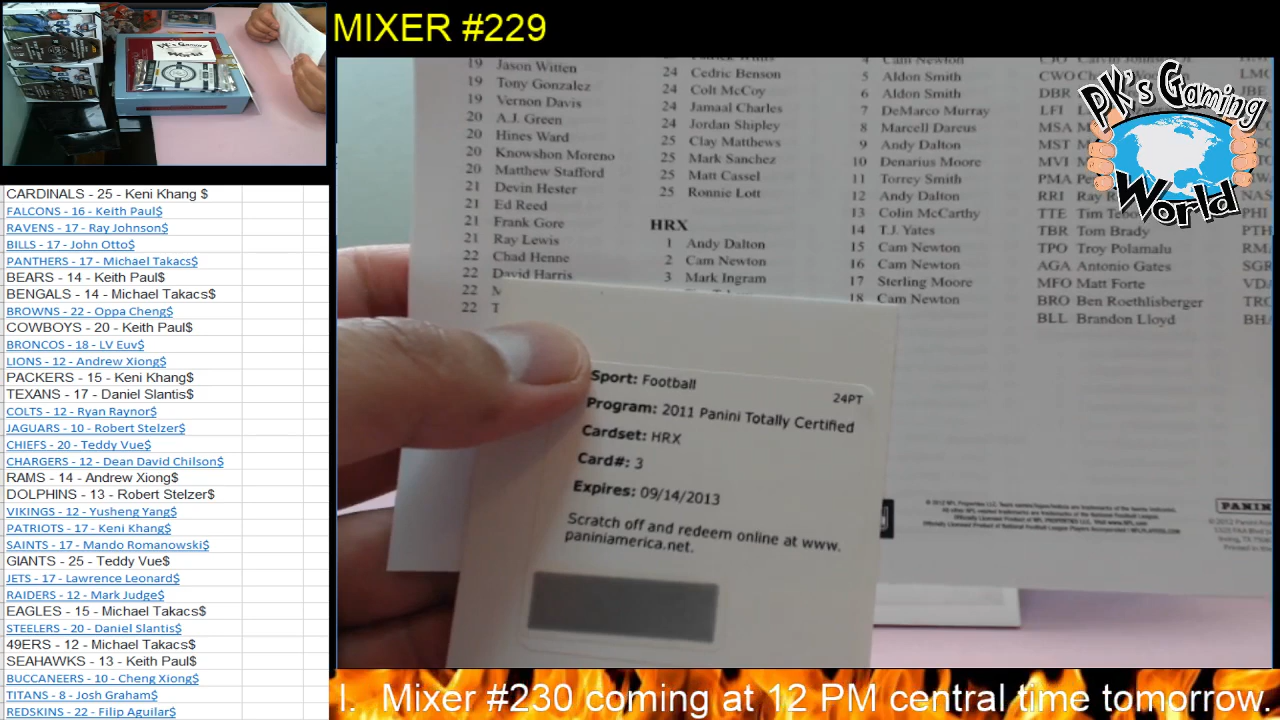 MIXER #229
CARDINALS - 25 - Keni Khang $
FALCONS - 16 - Keith Paul$
RAVENS - 17 - Ray Johnson$
BILLS - 17 - John Otto$
PANTHERS - 17 - Michael Takacs$
BEARS - 14 - Keith Paul$
BENGALS - 14 - Michael Takacs$
BROWNS - 22 - Oppa Cheng$
COWBOYS - 20 - Keith Paul$
BRONCOS - 18 - LV Euv$
LIONS - 12 - Andrew Xiong$
PACKERS - 15 - Keni Khang$
TEXANS - 17 - Daniel Slantis$
COLTS - 12 - Ryan Raynor$
JAGUARS - 10 - Robert Stelzer$
CHIEFS - 20 - Teddy Vue$
CHARGERS - 12 - Dean David Chilson$
RAMS - 14 - Andrew Xiong$
DOLPHINS - 13 - Robert Stelzer$
VIKINGS - 12 - Yusheng Yang$
PATRIOTS - 17 - Keni Khang$
SAINTS - 17 - Mando Romanowski$
GIANTS - 25 - Teddy Vue$
JETS - 17 - Lawrence Leonard$
RAIDERS - 12 - Mark Judge$
EAGLES - 15 - Michael Takacs$
STEELERS - 20 - Daniel Slantis$
49ERS - 12 - Michael Takacs$
SEAHAWKS - 13 - Keith Paul$
BUCCANEERS - 10 - Cheng Xiong$
TITANS - 8 - Josh Graham$
REDSKINS - 22 - Filip Aguilar$
19 Jason Witten
19 Tony Gonzalez
19 Vernon Davis
20 A.J. Green
20 Hines Ward
20 Knowshon Moreno
20 Matthew Stafford
21 Devin Hester
21 Ed Reed
21 Frank Gore
21 Ray Lewis
22 Chad Henne
22 David Harris
22 M
22 T
24 Cedric Benson
24 Colt McCoy
24 Jamaal Charles
24 Jordan Shipley
25 Clay Matthews
25 Mark Sanchez
25 Matt Cassel
25 Ronnie Lott
HRX
1 Andy Dalton
2 Cam Newton
3 Mark Ingram
4 Cam Newton
5 Aldon Smith
6 Aldon Smith
7 DeMarco Murray
8 Marcell Dareus
9 Andy Dalton
10 Denarius Moore
11 Torrey Smith
12 Andy Dalton
13 Colin McCarthy
14 T.J. Yates
15 Cam Newton
16 Cam Newton
17 Sterling Moore
18 Cam Newton
CWO
DBR
LFI
MSA
MST
MVI
PMA
RRI Ray
TTE Tim
TBR Tom Brady
TPO Troy Polamalu
AGA Antonio Gates
MFO Matt Forte
BRO Ben Roethlisberger
BLL Brandon Lloyd
PK's Gaming World
Sport: Football
24PT
Program: 2011 Panini Totally Certified
Cardset: HRX
Card#: 3
Expires: 09/14/2013
Scratch off and redeem online at www.
paniniamerica.net.
PANINI
l. Mixer #230 coming at 12 PM central time tomorrow.